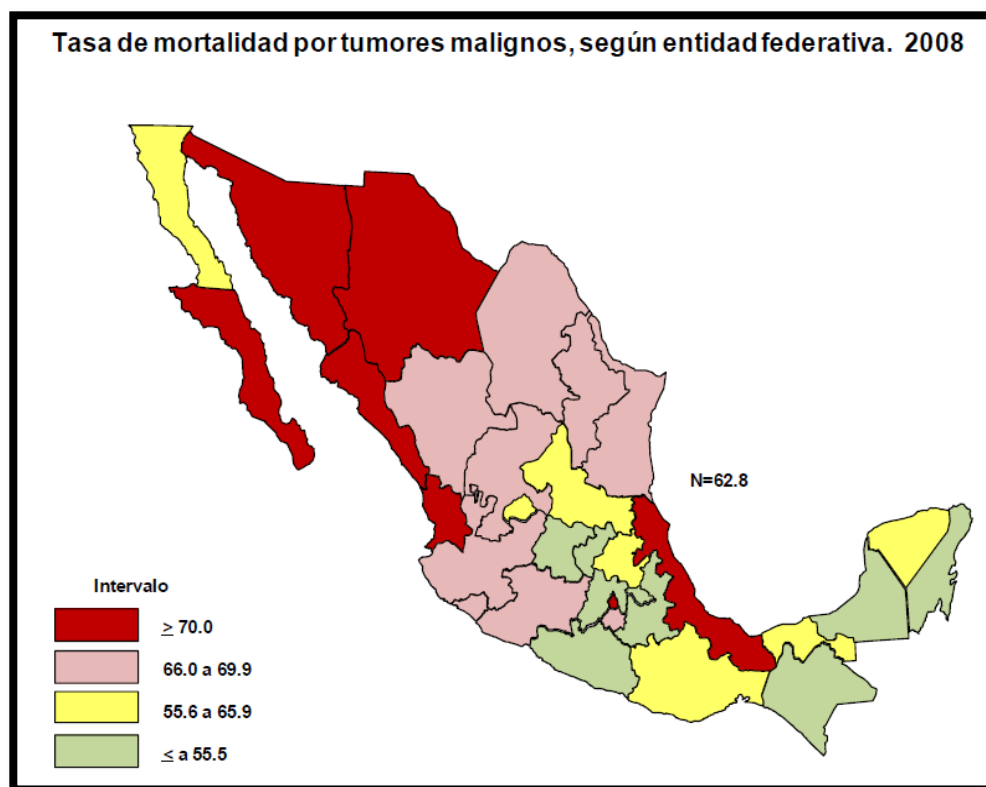 Tasa de mortalidad por tumores malignos, según entidad federativa. 2008
N=62.8
Intervalo
≥ 70.0
66.0 a 69.9
55.6 a 65.9
≤ a 55.5